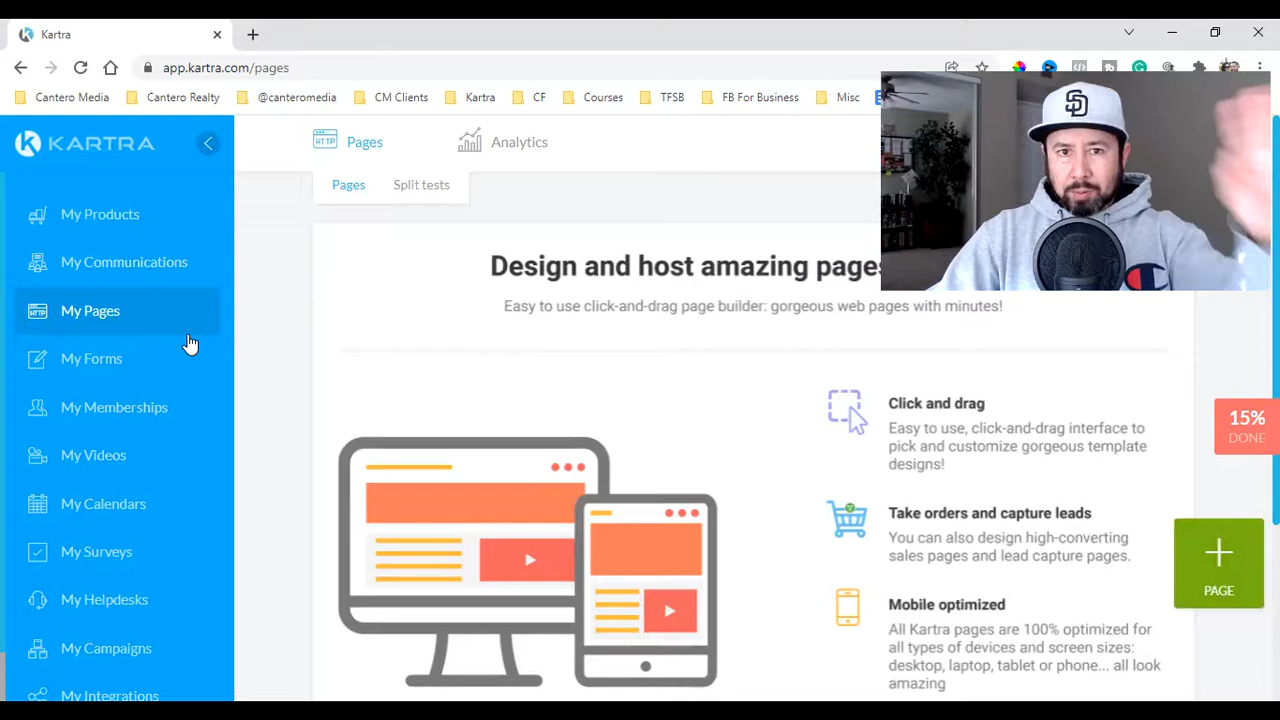 Kartra
app.kartra.com/pages
Cantero Media
Cantero Realty
@canteromedia
CM Clients
Kartra
CF
Courses
TFSB
FB For Business
Misc
KARTRA
My Products
My Communications
My Pages
My Forms
My Memberships
My Videos
My Calendars
My Surveys
My Helpdesks
My Campaigns
My Integrations
HTTP
Pages
Analytics
Pages
Split tests
Design and host amazing pages
Easy to use click-and-drag page builder: gorgeous web pages with minutes!
Click and drag
Easy to use, click-and-drag interface to
pick and customize gorgeous template
designs!
Take orders and capture leads
You can also design high-converting
sales pages and lead capture pages.
Mobile optimized
All Kartra pages are 100% optimized for
all types of devices and screen sizes:
desktop, laptop, tablet or phone... all look
amazing
15%
DONE
PAGE
SD